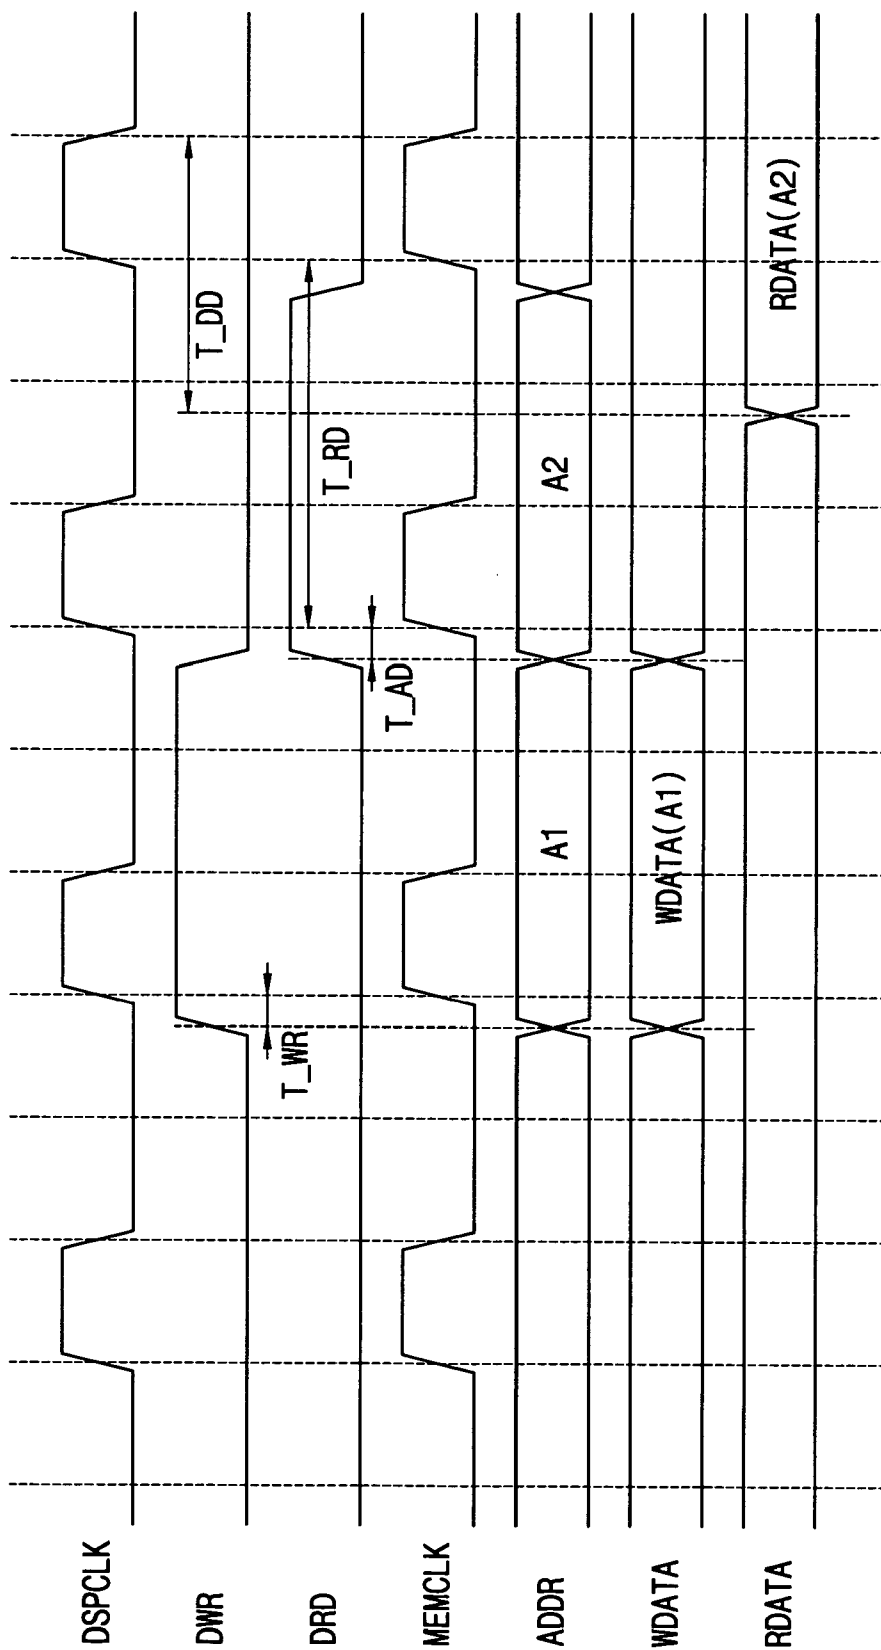 DSPCLK
DWR
T_WR
T_DD
DRD
T_AD
T_RD
MEMCLK
ADDR
A1
A2
WDATA
WDATA(A1)
RDATA
RDATA(A2)